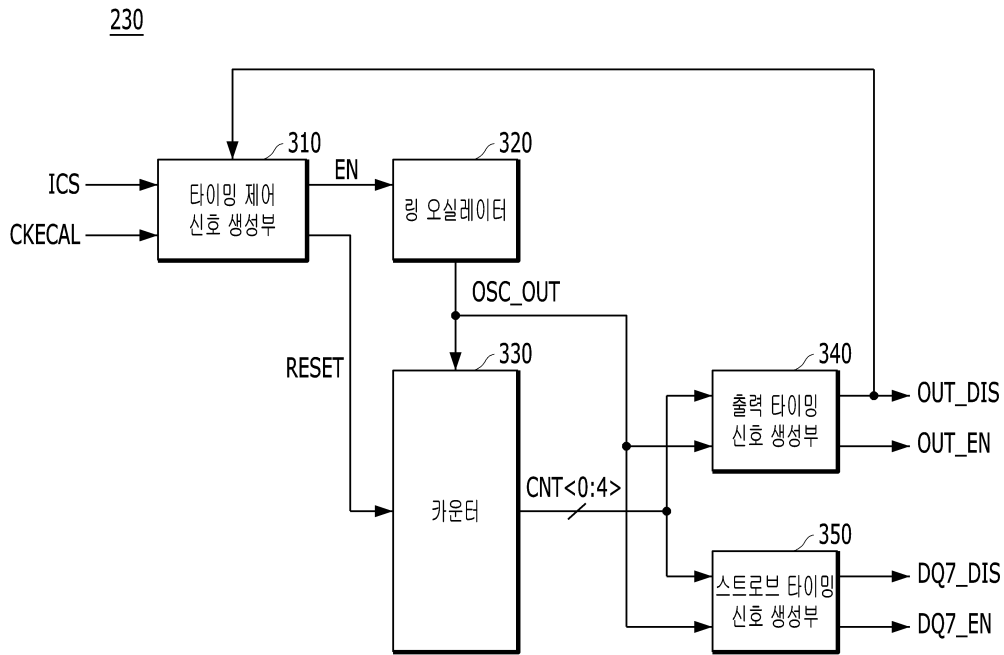 230
310
320
EN
ICS
타이밍 제어
신호 생성부
링 오실레이터
CKECAL
OSC_OUT
330
340
RESET
출력 타이밍
신호 생성부
OUT_DIS
OUT_EN
CNT<0:4>
카운터
350
스트로브 타이밍
신호 생성부
DQ7_DIS
DQ7_EN